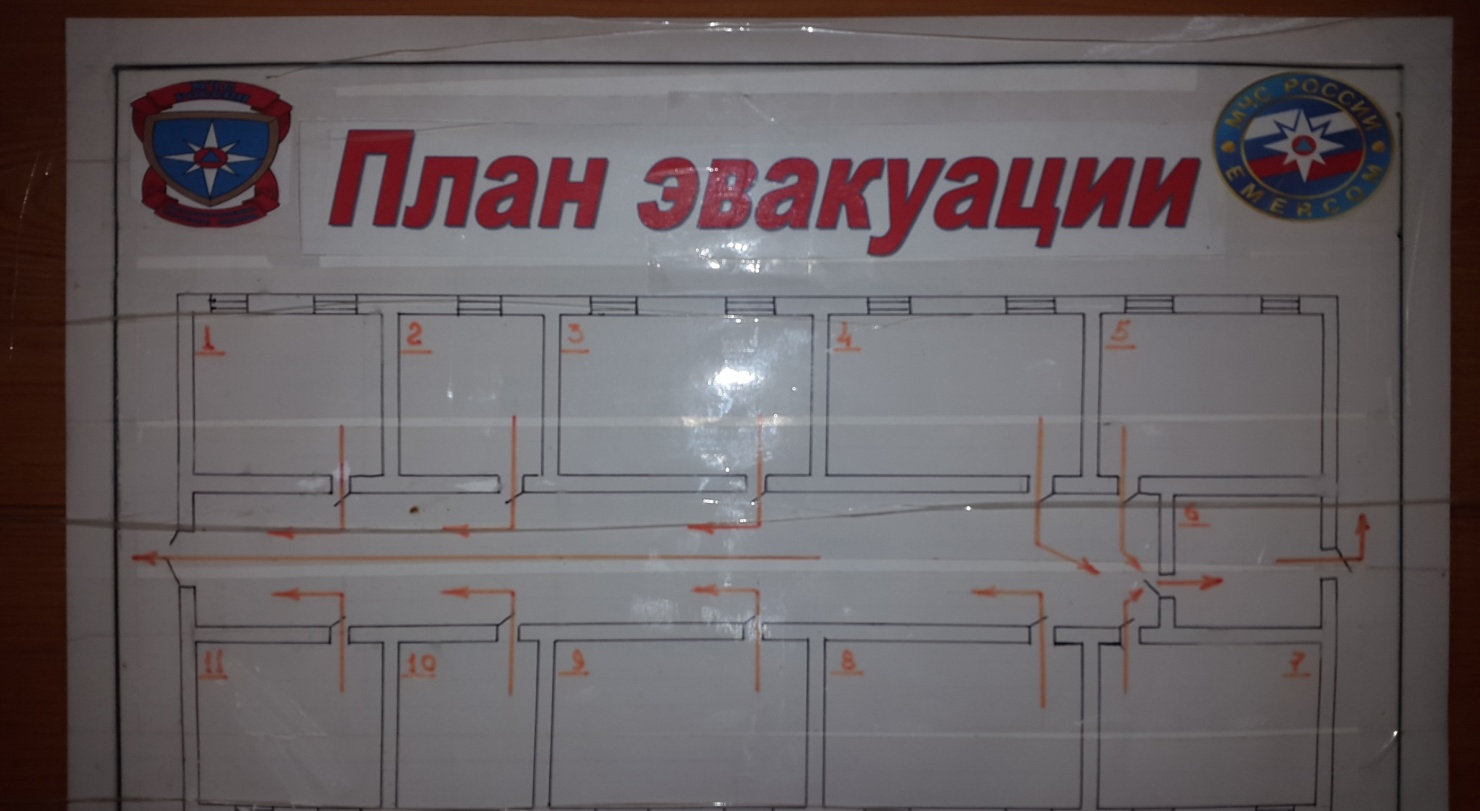 План эвакуации
МЧС РОССИИ
EMERCOM
1 2 3 4 5
6
11 10 9 8 7